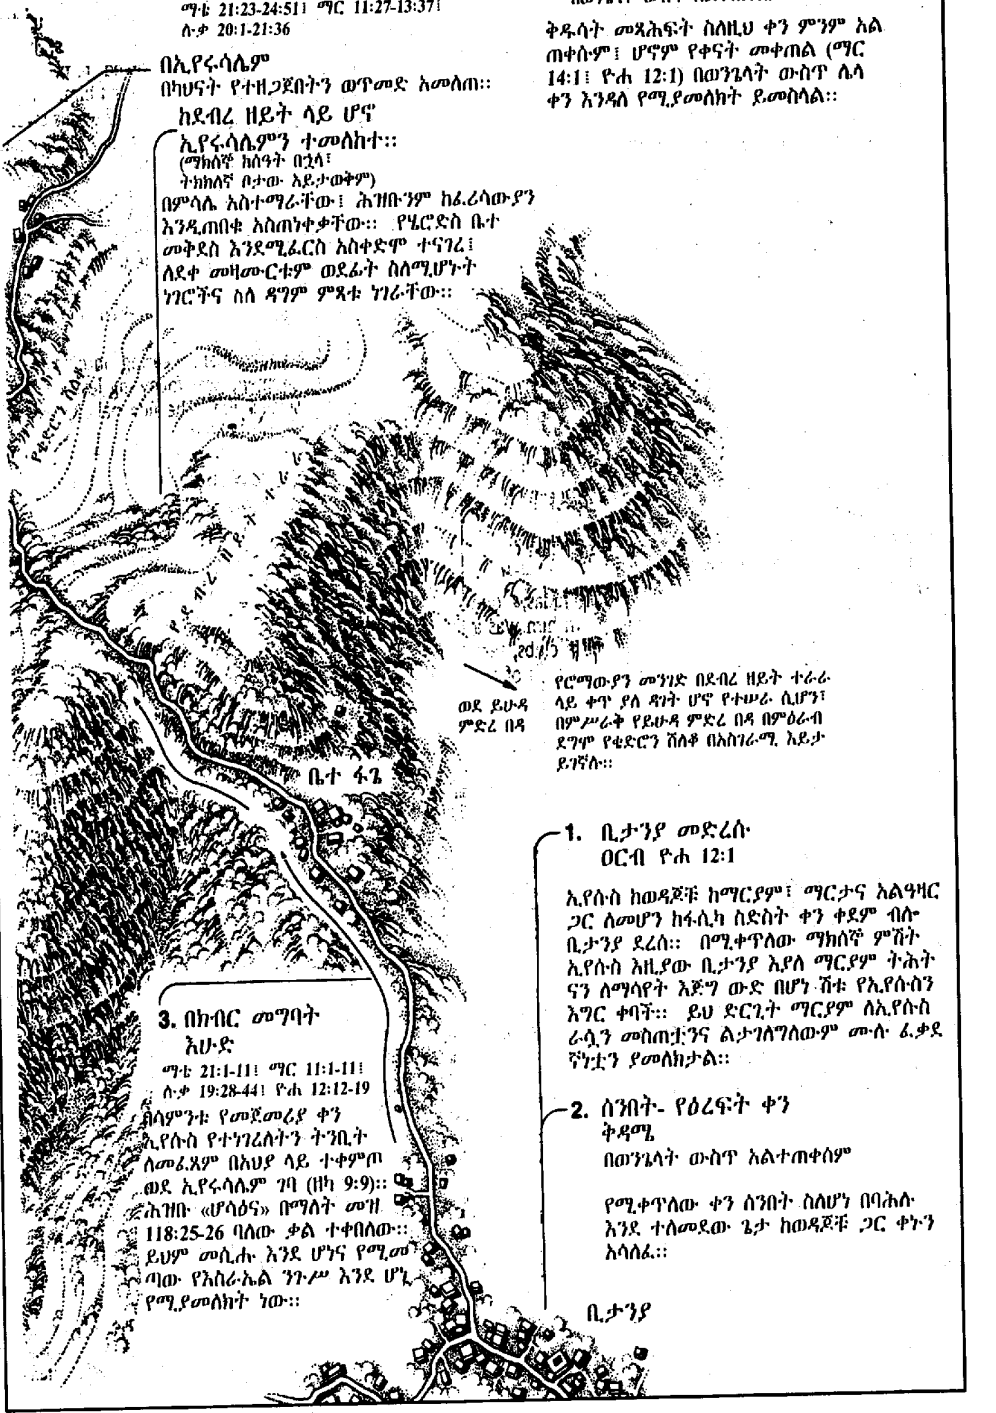 ማቴ 21:23-24:51፤ ማር 11:27-13:37፤
ሉቃ 20:1-21:36
በኢየሩሳሌም
በካህናት የተዘጋጀበትን ወጥመድ አመለጠ።
ከደብረ ዘይት ላይ ሆኖ
ኢየሩሳሌምን ተመለከተ።
(ማክሰኞ ከሰዓት በኋላ፣
ትክክለኛ ቦታው አይታወቅም)
በምሳሌ አስተማራቸው፤ ሕዝቡንም ከፈሪሳውያን
እንዲጠበቁ አስጠነቀቃቸው። የሄሮድስ ቤተ
መቅደስ እንደሚፈርስ አስቀድሞ ተናገረ፤
ለደቀ መዛሙርቱም ወደፊት ስለሚሆኑት
ነገሮችና ስለ ዳግም ምጻቱ ነገራቸው።
ቅዱሳት መጻሕፍት ስለዚህ ቀን ምንም አል
ጠቀሱም፤ ሆኖም የቀናት መቀጠል (ማር
14:1፤ ዮሐ 12:1) በወንጌላት ውስጥ ሌላ
ቀን እንዳለ የሚያመለክት ይመስላል።
የቄድሮን ሸለቆ
ወደ ይሁዳ
ምድረ በዳ
የሮማውያን መንገድ በደብረ ዘይት ተራራ
ላይ ቀጥ ያለ ዳገት ሆኖ የተሠራ ሲሆን፣
በምሥራቅ የይሁዳ ምድረ በዳ በምዕራብ
ደግሞ የቄድሮን ሸለቆ በአስገራሚ እይታ
ይገኛሉ።
ቤተ ፋጌ
1. ቢታንያ መድረሱ
ዐርብ ዮሐ 12:1
ኢየሱስ ከወዳጆቹ ከማርያም፣ ማርታና አልዓዛር
ጋር ለመሆን ከፋሲካ ስድስት ቀን ቀደም ብሎ
ቢታንያ ደረሰ። በሚቀጥለው ማክሰኞ ምሽት
ኢየሱስ እዚያው ቢታንያ እያለ ማርያም ትሕት
ናን ለማሳየት እጅግ ውድ በሆነ ሽቱ የኢየሱስን
እግር ቀባች። ይህ ድርጊት ማርያም ለኢየሱስ
ራሷን መስጠቷንና ልታገለግለውም ሙሉ ፈቃደ
ኛነቷን ያመለክታል።
2. ሰንበት- የዕረፍት ቀን
ቅዳሜ
በወንጌላት ውስጥ አልተጠቀሰም
የሚቀጥለው ቀን ሰንበት ስለሆነ በባሕሉ
እንደ ተለመደው ጌታ ከወዳጆቹ ጋር ቀኑን
አሳለፈ።
3. በክብር መግባት
እሁድ
ማቴ 21:1-11፤ ማር 11:1-11፤
ሉቃ 19:28-44፤ ዮሐ 12:12-19
በሳምንቱ የመጀመሪያ ቀን
ኢየሱስ የተነገረለትን ትንቢት
ለመፈጸም በአህያ ላይ ተቀምጦ
ወደ ኢየሩሳሌም ገባ (ዘካ 9:9)።
ሕዝቡ «ሆሳዕና» በማለት መዝ
118:25-26 ባለው ቃል ተቀበለው።
ይህም መሲሑ እንደ ሆነና የሚመ
ጣው የእስራኤል ንጉሥ እንደ ሆነ
የሚያመለክት ነው።
ቢታንያ